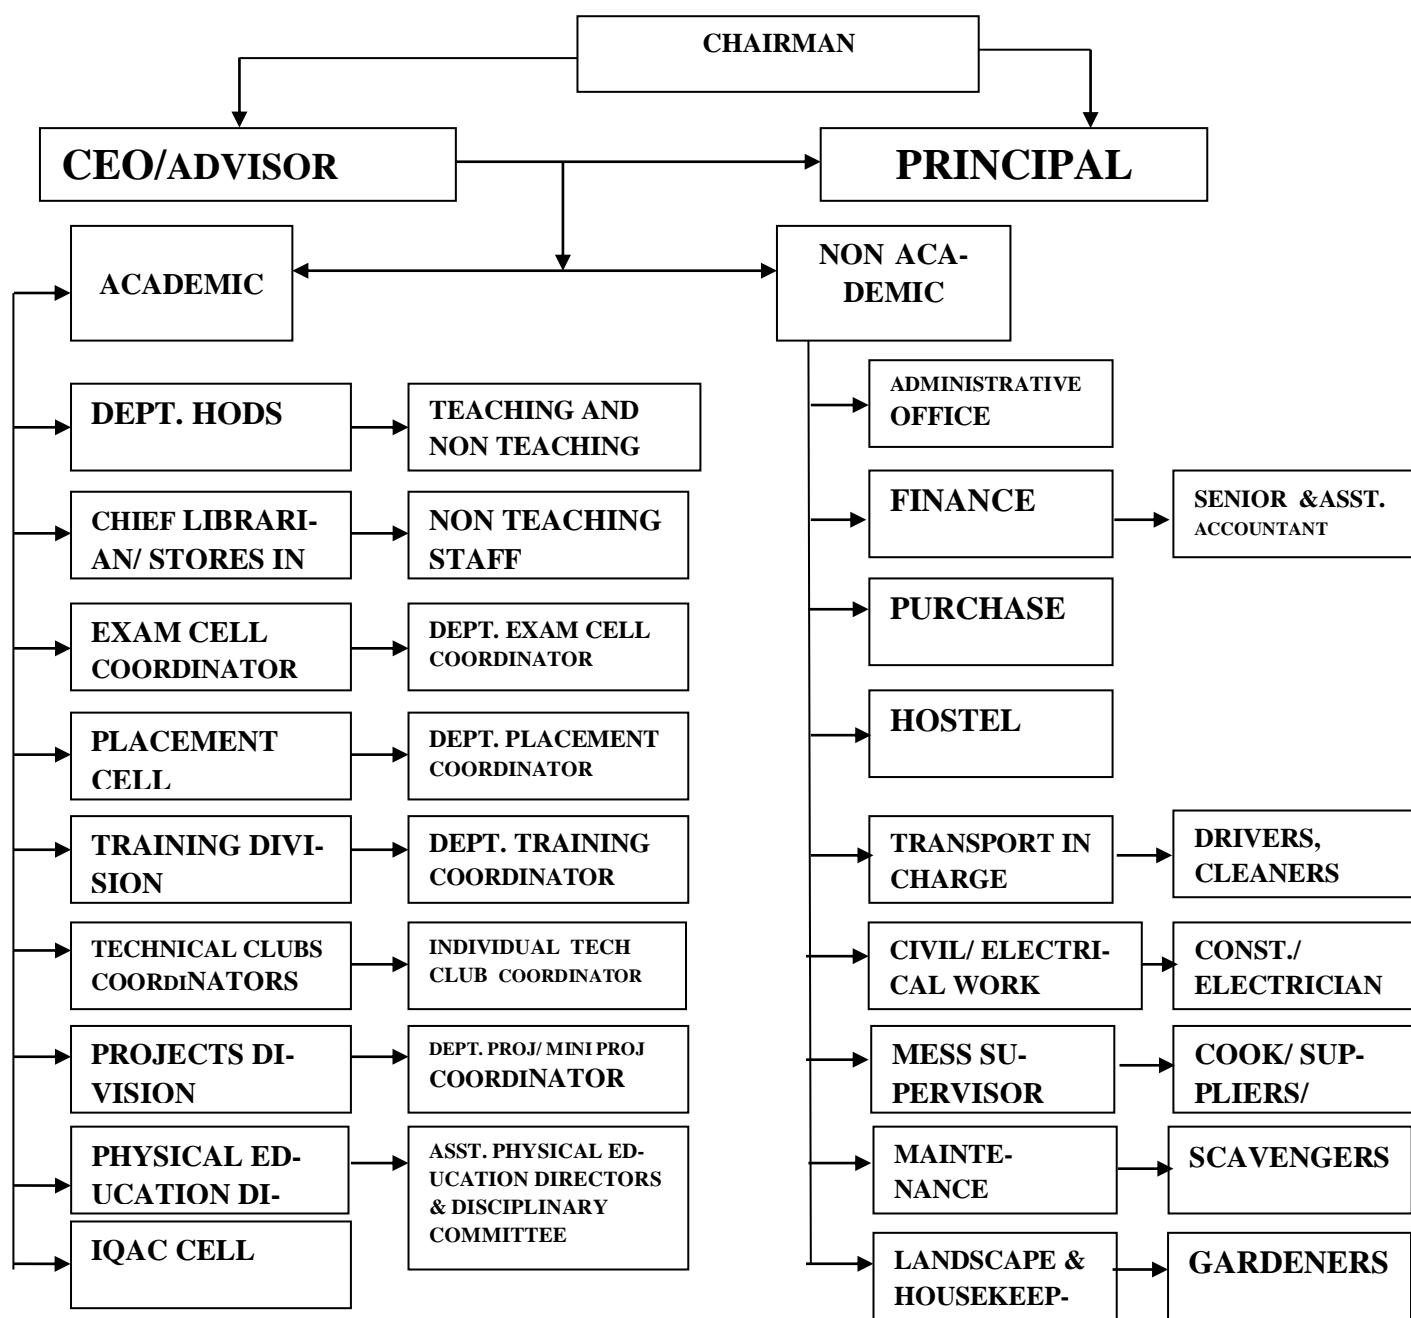 CHAIRMAN
CEO/ADVISOR
PRINCIPAL
ACADEMIC
NON ACA-
DEMIC
DEPT. HODS
TEACHING AND
NON TEACHING
CHIEF LIBRARI-
AN/ STORES IN
NON TEACHING
STAFF
EXAM CELL
COORDINATOR
DEPT. EXAM CELL
COORDINATOR
PLACEMENT
CELL
DEPT. PLACEMENT
COORDINATOR
TRAINING DIVI-
SION
DEPT. TRAINING
COORDINATOR
TECHNICAL CLUBS
COORDINATORS
INDIVIDUAL TECH
CLUB COORDINATOR
PROJECTS DI-
VISION
DEPT. PROJ/ MINI PROJ
COORDINATOR
PHYSICAL ED-
UCATION DI-
ASST. PHYSICAL ED-
UCATION DIRECTORS
& DISCIPLINARY
COMMITTEE
IQAC CELL
ADMINISTRATIVE
OFFICE
FINANCE
SENIOR &ASST.
ACCOUNTANT
PURCHASE
HOSTEL
TRANSPORT IN
CHARGE
DRIVERS,
CLEANERS
CIVIL/ ELECTRI-
CAL WORK
CONST./
ELECTRICIAN
MESS SU-
PERVISOR
COOK/ SUP-
PLIERS/
MAINTE-
NANCE
SCAVENGERS
LANDSCAPE &
HOUSEKEEP-
GARDENERS